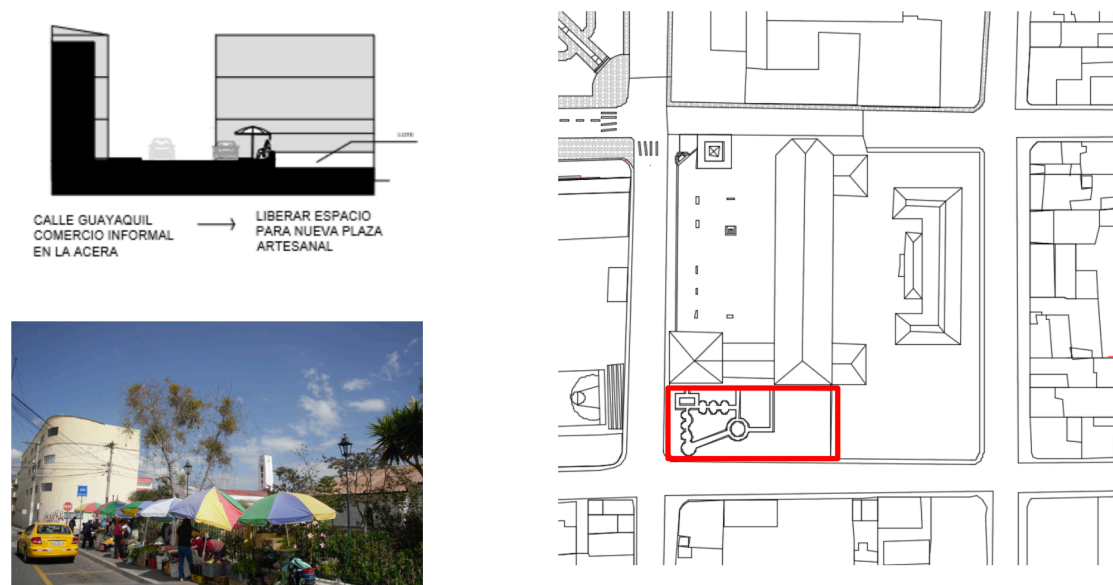 CALLE GUAYAQUIL
COMERCIO INFORMAL
EN LA ACERA
LIBERAR ESPACIO
PARA NUEVA PLAZA
ARTESANAL